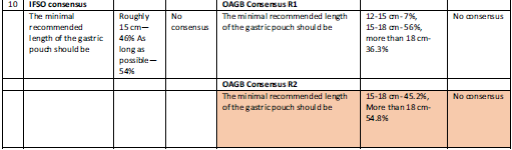 10 IFSO consensus OAGB Consensus R1
The minimal Roughly No The minimal recommended length 12-15 cm-7%, No consensus
recommended 15 cm— consensus of the gastric pouch should be 15-18 cm-56%,
length of the gastric 46% As more than 18 cm-
pouch should be long as 36.3%
possible—
54%
OAGB Consensus R2
The minimal recommended length 15-18 cm-45.2%, No consensus
of the gastric pouch should be More than 18 cm-
54.8%